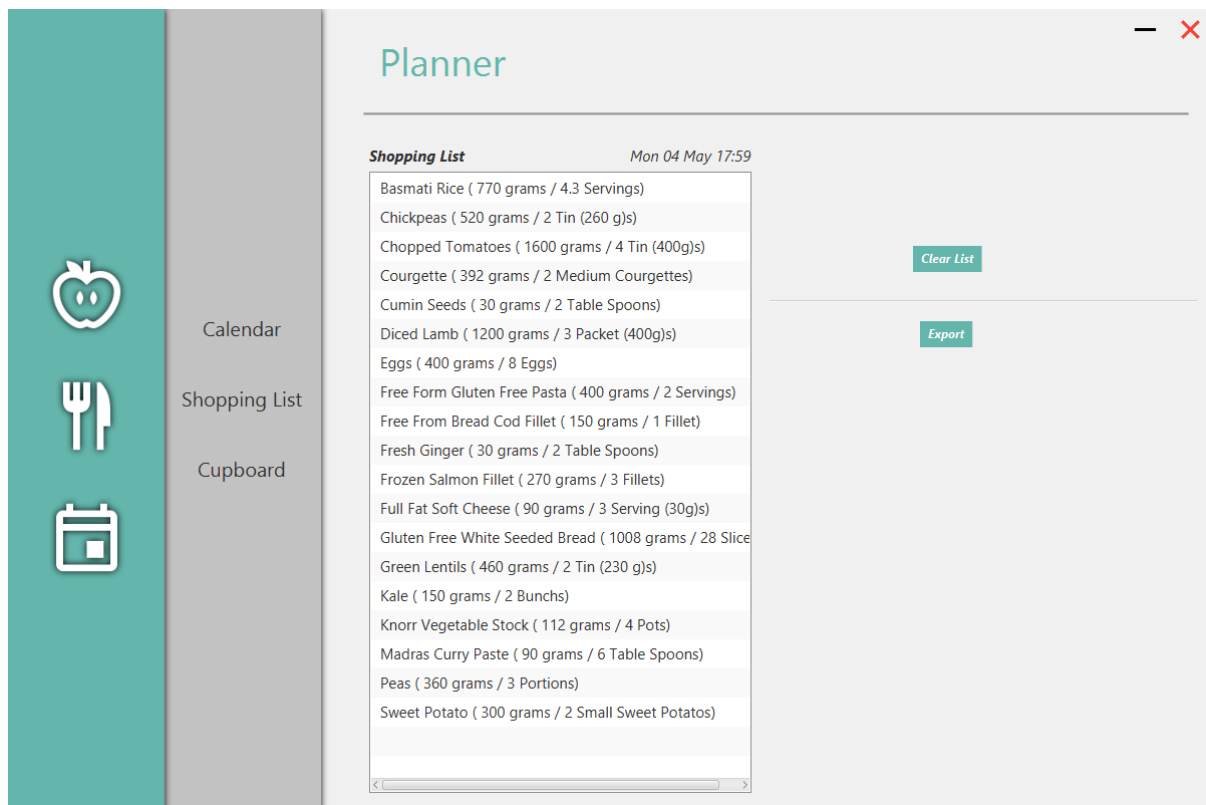 Planner
Calendar
Shopping List
Cupboard
Shopping List Mon 04 May 17:59
Basmati Rice ( 770 grams / 4.3 Servings)
Chickpeas ( 520 grams / 2 Tin (260 g)s)
Chopped Tomatoes ( 1600 grams / 4 Tin (400g)s)
Courgette ( 392 grams / 2 Medium Courgettes)
Cumin Seeds ( 30 grams / 2 Table Spoons)
Diced Lamb ( 1200 grams / 3 Packet (400g)s)
Eggs ( 400 grams / 8 Eggs)
Free Form Gluten Free Pasta ( 400 grams / 2 Servings)
Free From Bread Cod Fillet ( 150 grams / 1 Fillet)
Fresh Ginger ( 30 grams / 2 Table Spoons)
Frozen Salmon Fillet ( 270 grams / 3 Fillets)
Full Fat Soft Cheese ( 90 grams / 3 Serving (30g)s)
Gluten Free White Seeded Bread ( 1008 grams / 28 Slice
Green Lentils ( 460 grams / 2 Tin (230 g)s)
Kale ( 150 grams / 2 Bunchs)
Knorr Vegetable Stock ( 112 grams / 4 Pots)
Madras Curry Paste ( 90 grams / 6 Table Spoons)
Peas ( 360 grams / 3 Portions)
Sweet Potato ( 300 grams / 2 Small Sweet Potatos)
Clear List
Export